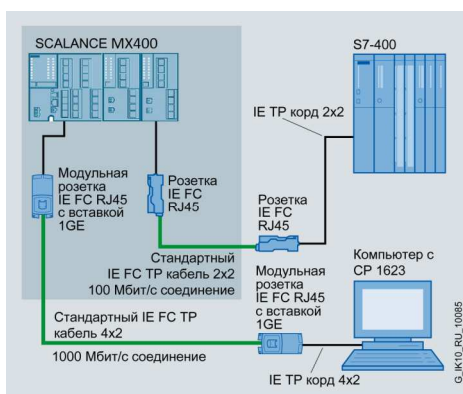 SCALANCE MX400
S7-400
IE TP корд 2x2
Модульная
розетка
IE FC RJ45
с вставкой
1GE
Розетка
IE FC
RJ45
Розетка
IE FC
RJ45
Стандартный
IE FC TP кабель 2x2
100 Мбит/с соединение
Модульная
розетка
IE FC RJ45
с вставкой
1GE
Компьютер с
CP 1623
Стандартный IE FC TP
кабель 4x2
1000 Мбит/с соединение
IE TP корд 4x2
G_IK10_RU_10085